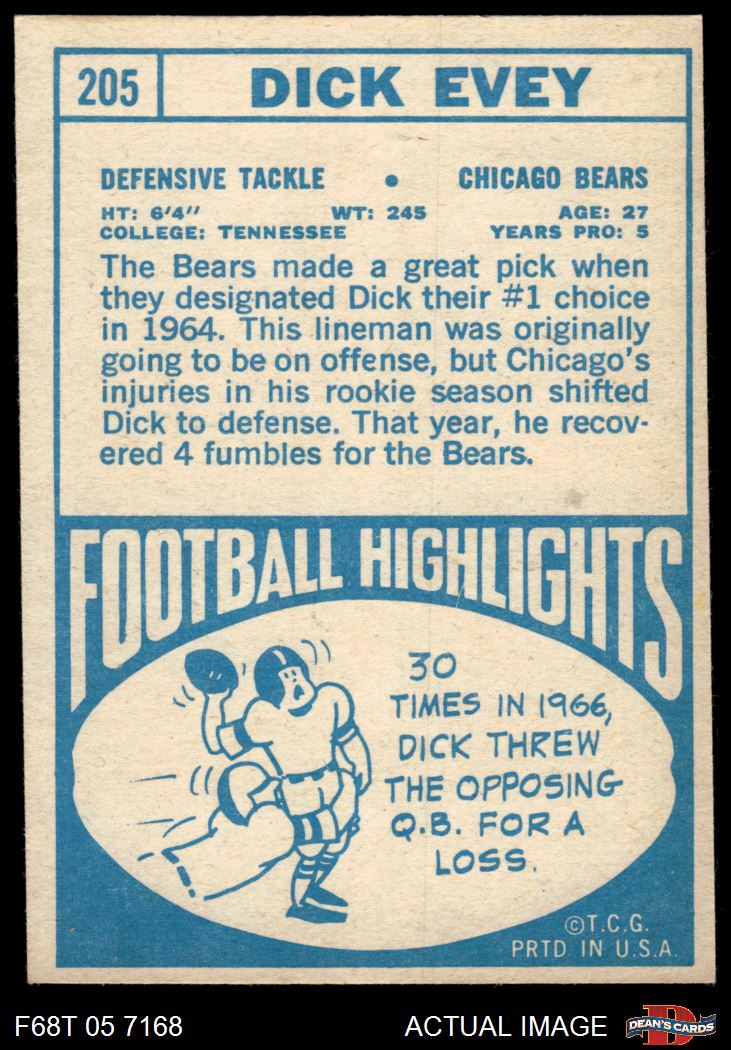 205 DICK EVEY
DEFENSIVE TACKLE • CHICAGO BEARS
HT: 6'4" WT: 245 AGE: 27
COLLEGE: TENNESSEE YEARS PRO: 5
The Bears made a great pick when
they designated Dick their #1 choice
in 1964. This lineman was originally
going to be on offense, but Chicago's
injuries in his rookie season shifted
Dick to defense. That year, he recov-
ered 4 fumbles for the Bears.
FOOTBALL HIGHLIGHTS
30
TIMES IN 1966,
DICK THREW
THE OPPOSING
Q.B. FOR A
LOSS.
©T.C.G.
PRTD. IN U.S.A.
F68T 05 7168 ACTUAL IMAGE DEAN'S CARDS